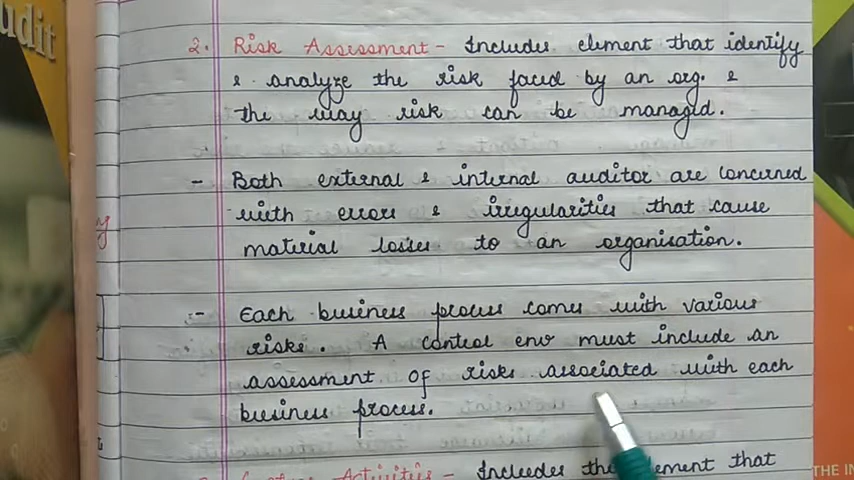 udit
2. Risk Assessment - Includes element that identify
& analyze the risk faced by an org. &
the way risk can be managed.
- Both external & internal auditor are concerned
with errors & irregularities that cause
material losses to an organisation.
- Each business process comes with various
risks. A control env must include an
assessment of risks associated with each
business process.
Activities - Includes the element that
THE IN